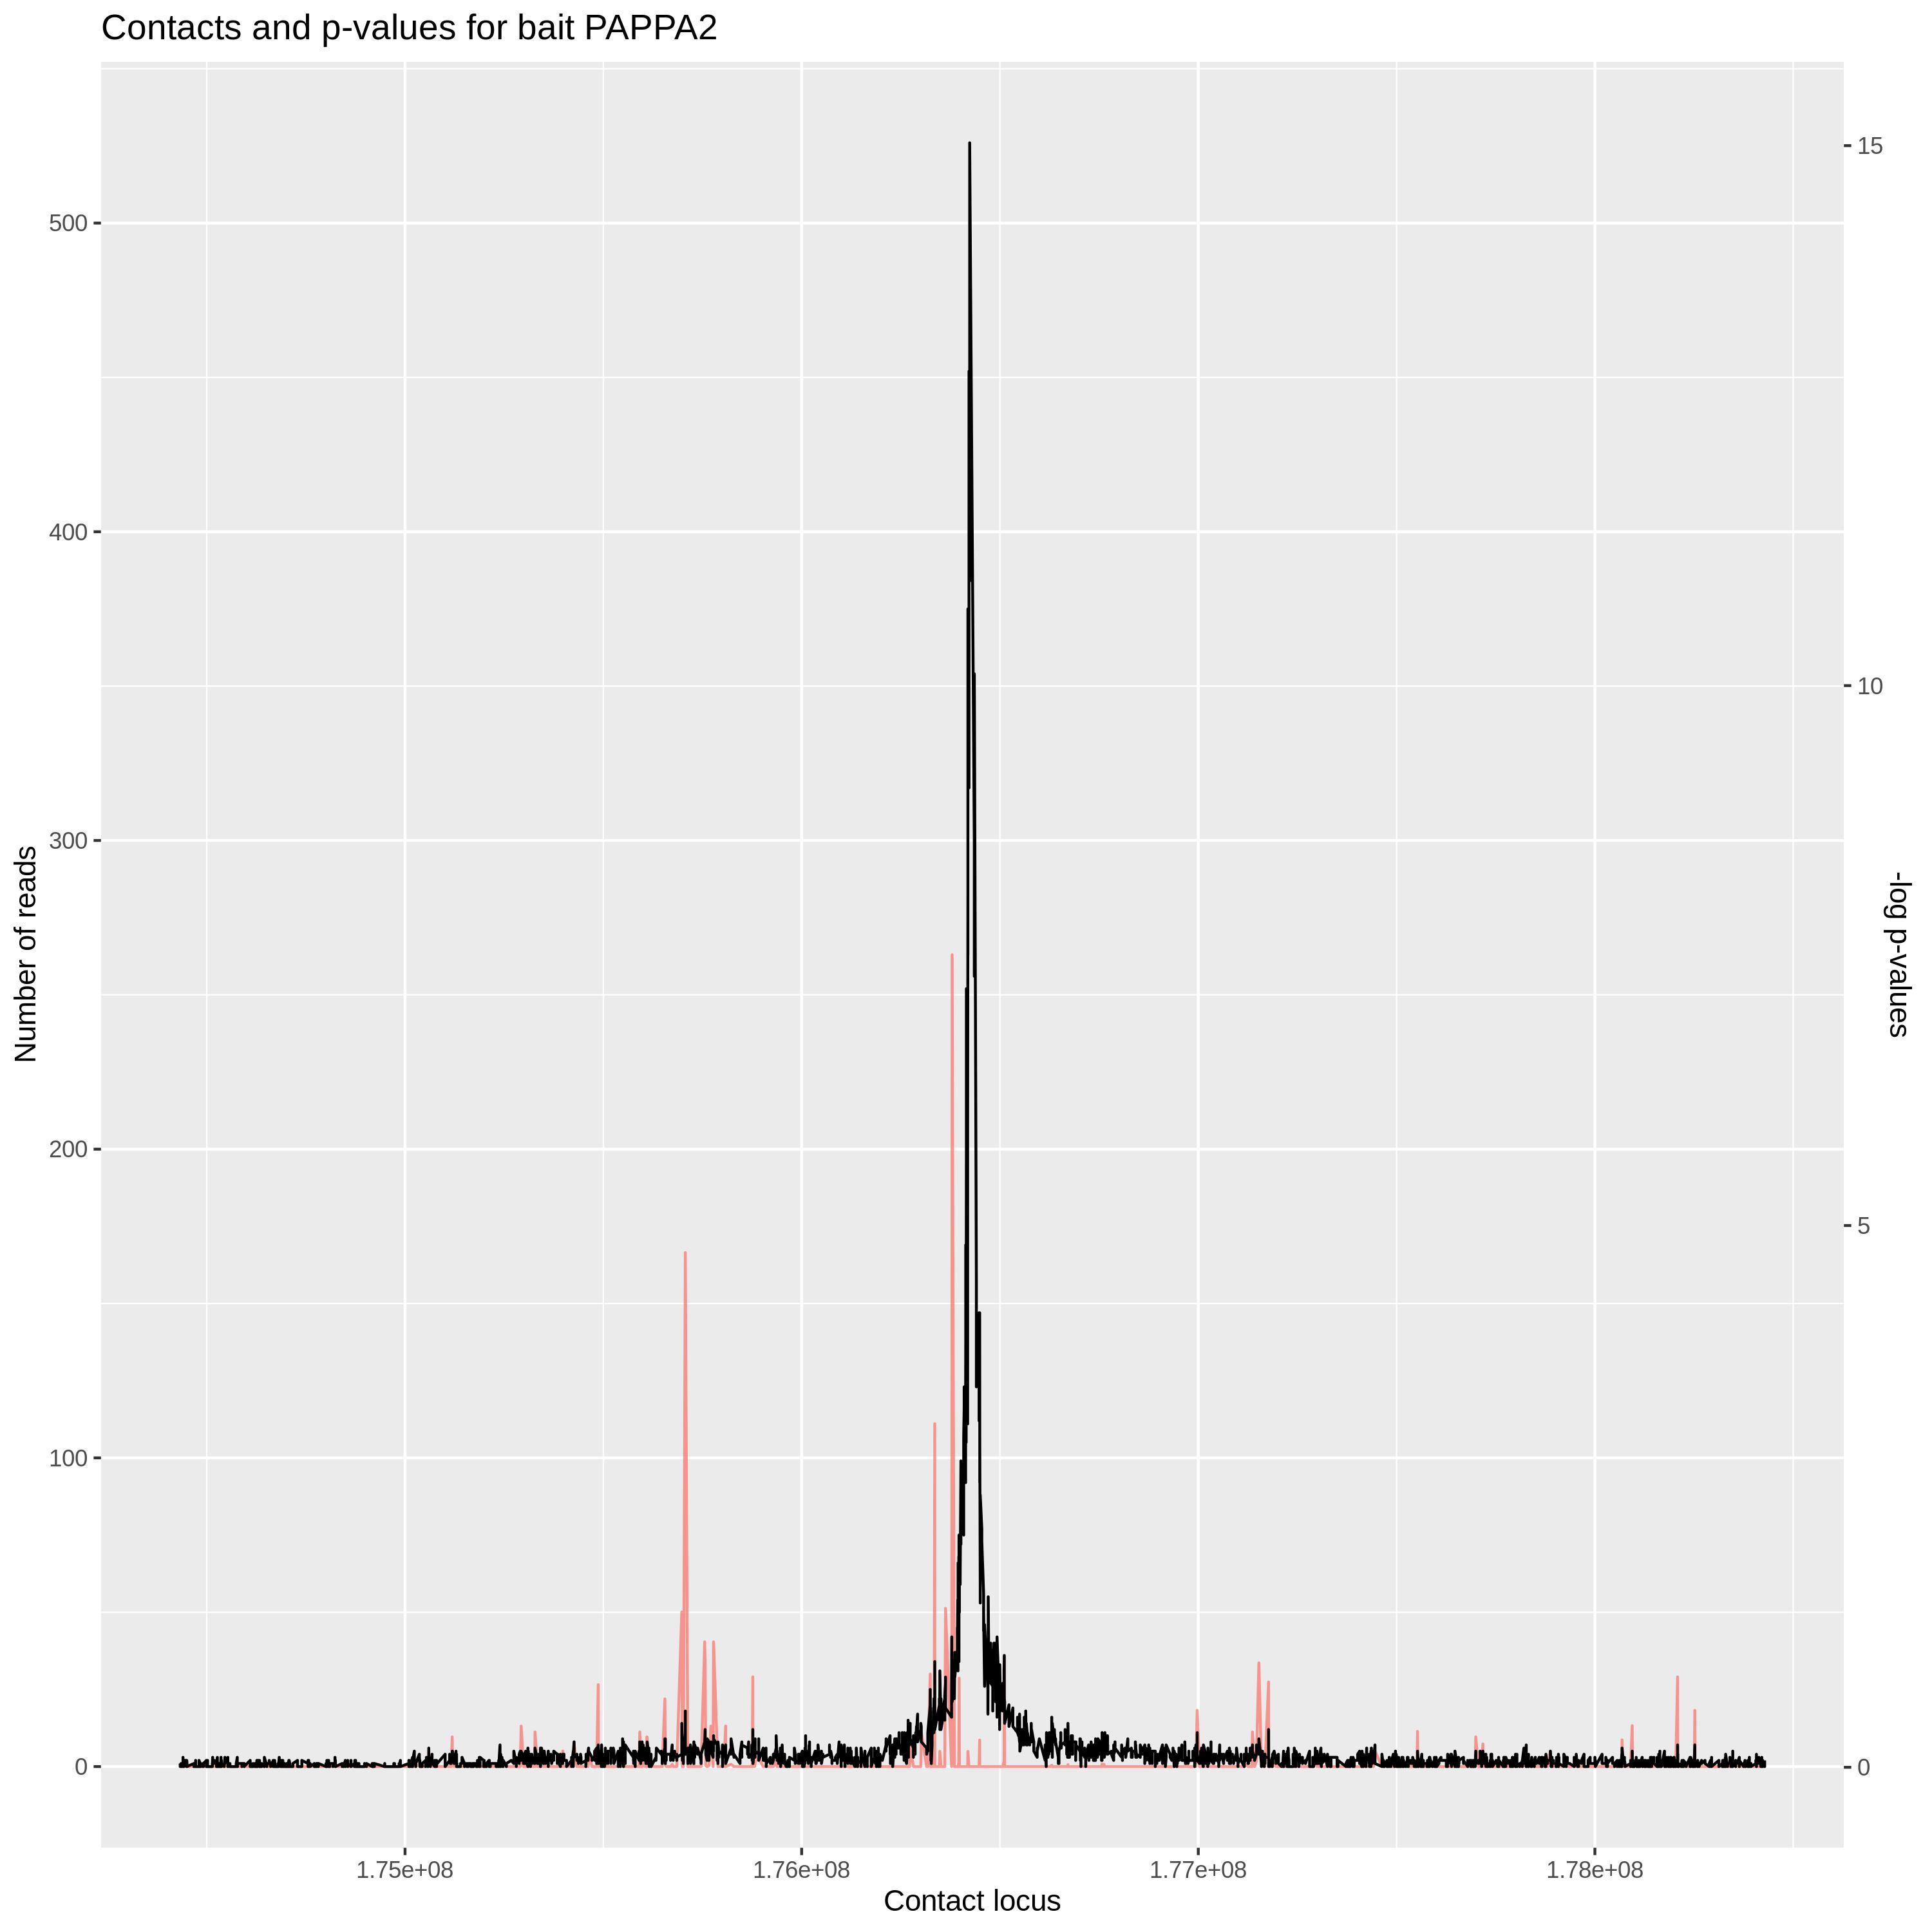 Contacts and p-values for bait PAPPA2
Number of reads
500
400
300
200
100
0
15
10
5
0
-log p-values
1.75e+08
1.76e+08
1.77e+08
1.78e+08
Contact locus